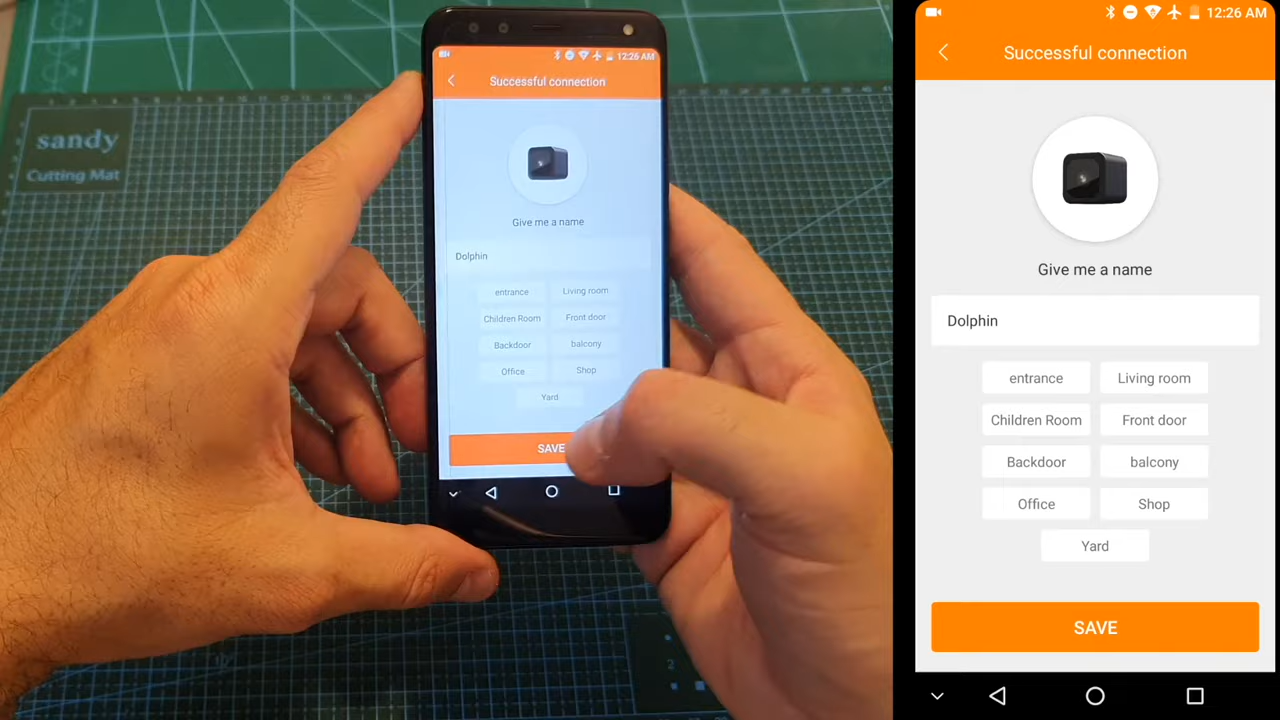 sandy
Cutting Mat
12:26 AM
Successful connection
Give me a name
Dolphin
entrance
Living room
Children Room
Front door
Backdoor
balcony
Office
Shop
Yard
SAVE
2
12:26 AM
Successful connection
Give me a name
Dolphin
entrance
Living room
Children Room
Front door
Backdoor
balcony
Office
Shop
Yard
SAVE